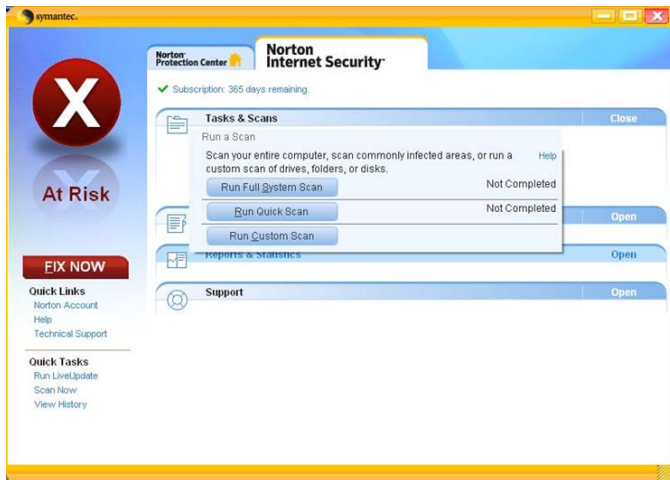 symantec.
Norton
Protection Center
Norton
Internet Security
Subscription: 365 days remaining.
Tasks & Scans
Close
Run a Scan
Scan your entire computer, scan commonly infected areas, or run a
custom scan of drives, folders, or disks.
Help
Run Full System Scan
Not Completed
Run Quick Scan
Not Completed
Open
Run Custom Scan
Reports & Statistics
Open
Support
Open
X
At Risk
FIX NOW
Quick Links
Norton Account
Help
Technical Support
Quick Tasks
Run LiveUpdate
Scan Now
View History